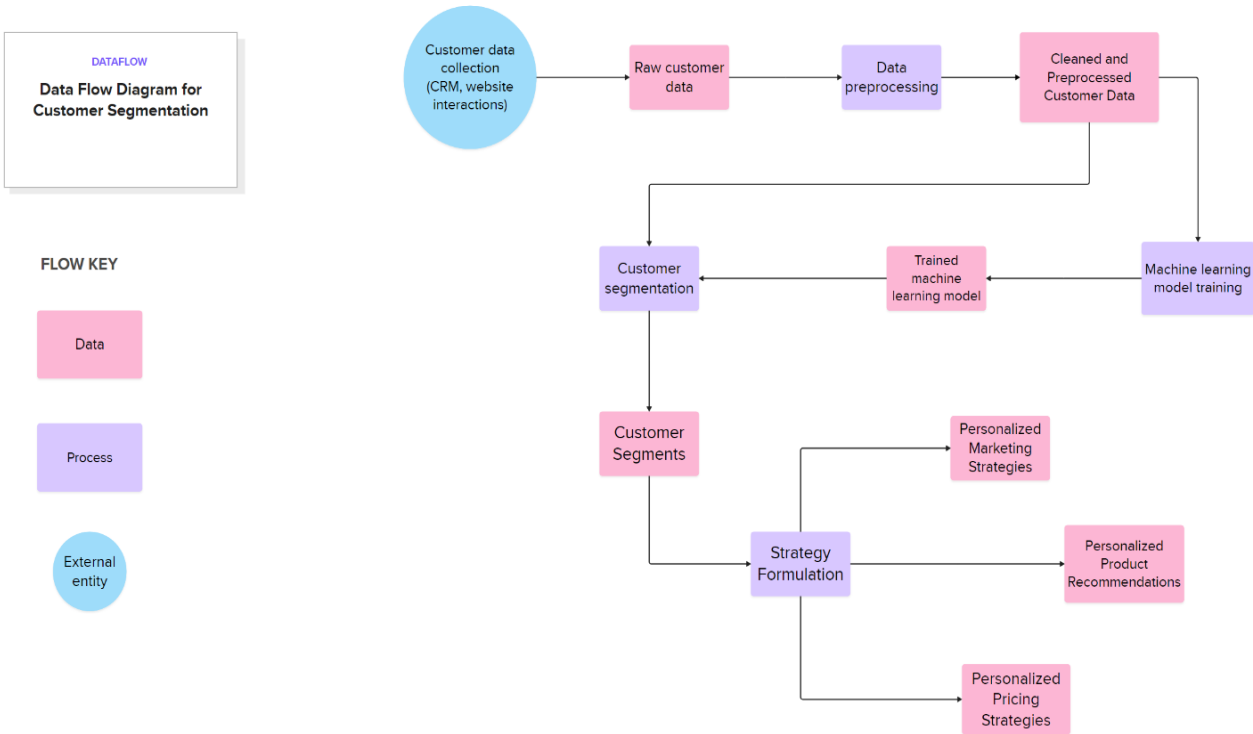 DATAFLOW
Data Flow Diagram for
Customer Segmentation
FLOW KEY
Data
Process
External
entity
Customer data
collection
(CRM, website
interactions)
Raw customer
data
Data
preprocessing
Cleaned and
Preprocessed
Customer Data
Customer
segmentation
Trained
machine
learning model
Machine learning
model training
Customer
Segments
Personalized
Marketing
Strategies
Strategy
Formulation
Personalized
Product
Recommendations
Personalized
Pricing
Strategies